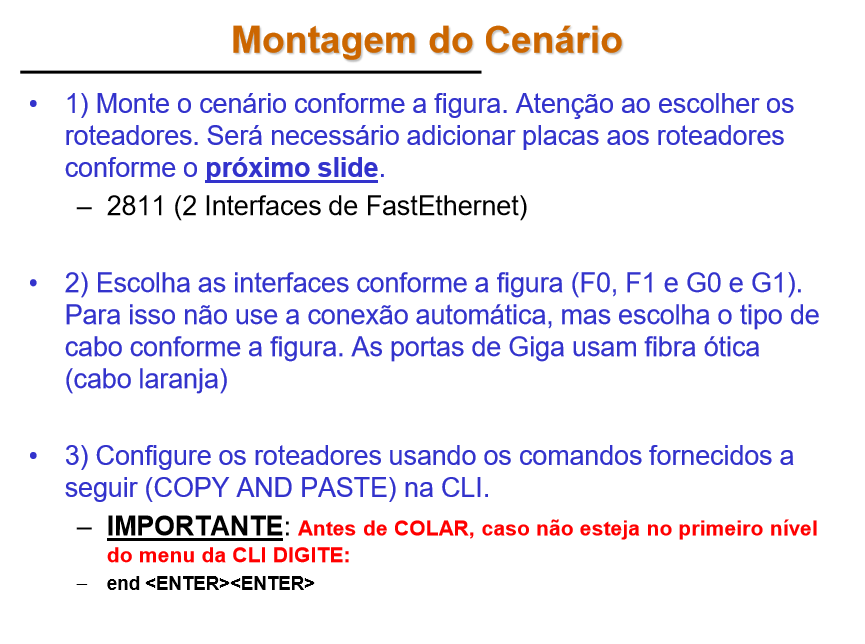 Montagem do Cenário
• 1) Monte o cenário conforme a figura. Atenção ao escolher os
roteadores. Será necessário adicionar placas aos roteadores
conforme o próximo slide.
– 2811 (2 Interfaces de FastEthernet)
• 2) Escolha as interfaces conforme a figura (F0, F1 e G0 e G1).
Para isso não use a conexão automática, mas escolha o tipo de
cabo conforme a figura. As portas de Giga usam fibra ótica
(cabo laranja)
• 3) Configure os roteadores usando os comandos fornecidos a
seguir (COPY AND PASTE) na CLI.
– IMPORTANTE: Antes de COLAR, caso não esteja no primeiro nível
do menu da CLI DIGITE:
– end <ENTER><ENTER>